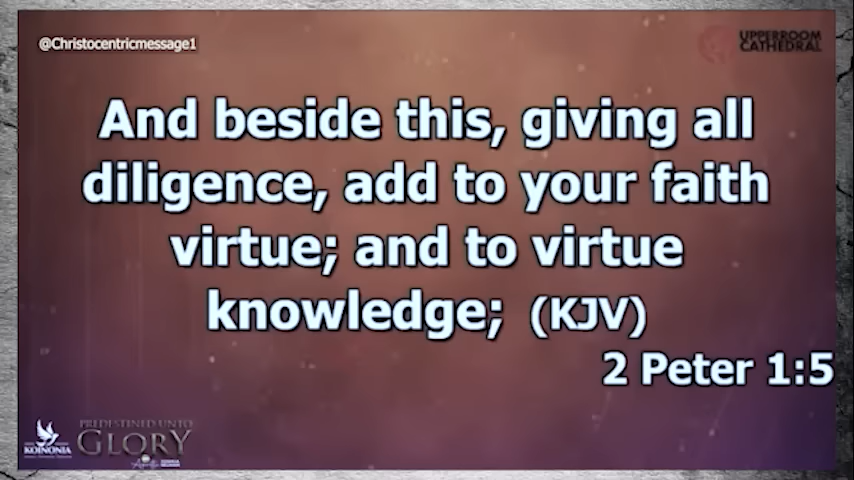 @Christocentricmessage1
UPPERROOM
CATHEDRAL
And beside this, giving all
diligence, add to your faith
virtue; and to virtue
knowledge; (KJV)
2 Peter 1:5
KOINONIA
PREDESTINED UNTO
GLORY